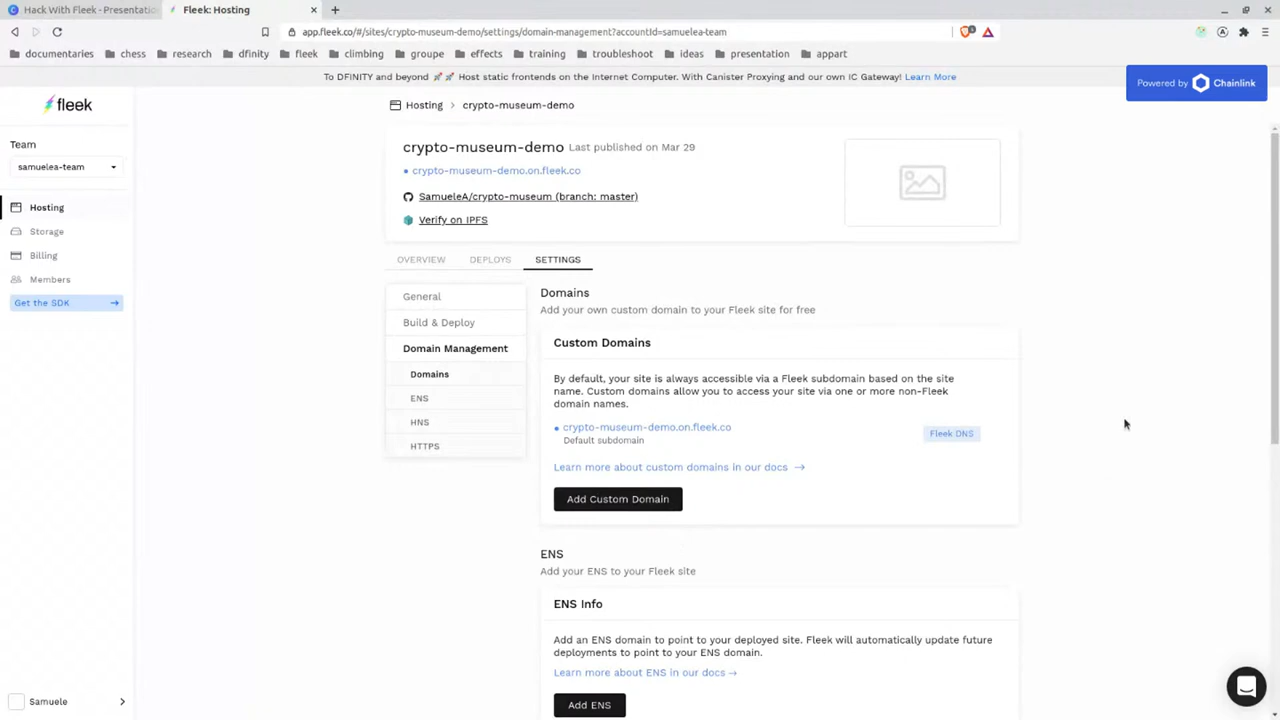 Hack With Fleek - Presentatio
Fleek: Hosting
app.fleek.co/#/sites/crypto-museum-demo/settings/domain-management?accountId=samuelea-team
documentaries
chess
research
dfinity
fleek
climbing
groupe
effects
training
troubleshoot
ideas
presentation
appart
To DFINITY and beyond 🚀🚀 Host static frontends on the Internet Computer. With Canister Proxying and our own IC Gateway! Learn More
Powered by Chainlink
fleek
Hosting > crypto-museum-demo
Team
samuelea-team
Hosting
Storage
Billing
Members
Get the SDK →
crypto-museum-demo Last published on Mar 29
• crypto-museum-demo.on.fleek.co
SamueleA/crypto-museum (branch: master)
Verify on IPFS
OVERVIEW
DEPLOYS
SETTINGS
General
Build & Deploy
Domain Management
Domains
ENS
HNS
HTTPS
Domains
Add your own custom domain to your Fleek site for free
Custom Domains
By default, your site is always accessible via a Fleek subdomain based on the site
name. Custom domains allow you to access your site via one or more non-Fleek
domain names.
• crypto-museum-demo.on.fleek.co
Default subdomain
Fleek DNS
Learn more about custom domains in our docs →
Add Custom Domain
ENS
Add your ENS to your Fleek site
ENS Info
Add an ENS domain to point to your deployed site. Fleek will automatically update future
deployments to point to your ENS domain.
Learn more about ENS in our docs →
Add ENS
Samuele